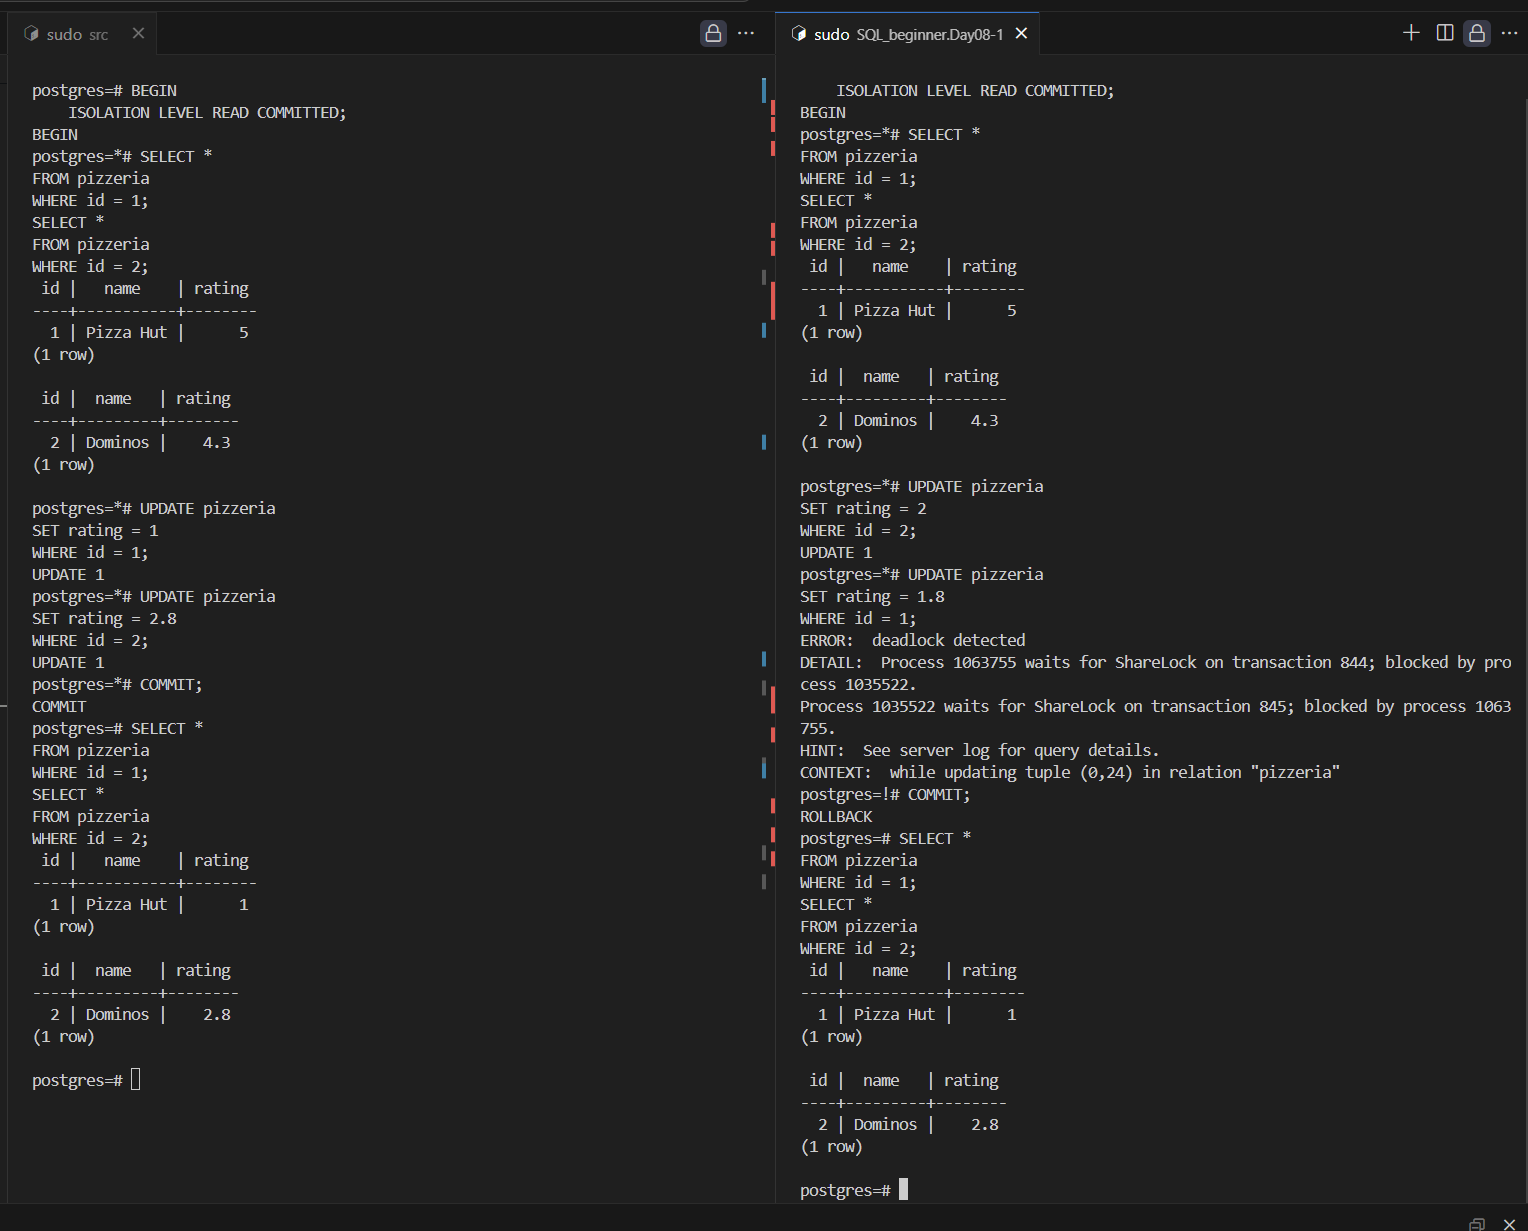 sudo src
postgres=# BEGIN
    ISOLATION LEVEL READ COMMITTED;
BEGIN
postgres=*# SELECT *
FROM pizzeria
WHERE id = 1;
SELECT *
FROM pizzeria
WHERE id = 2;
 id |   name    | rating
----+-----------+--------
  1 | Pizza Hut |      5
(1 row)

 id |  name   | rating
----+---------+--------
  2 | Dominos |    4.3
(1 row)

postgres=*# UPDATE pizzeria
SET rating = 1
WHERE id = 1;
UPDATE 1
postgres=*# UPDATE pizzeria
SET rating = 2.8
WHERE id = 2;
UPDATE 1
postgres=*# COMMIT;
COMMIT
postgres=# SELECT *
FROM pizzeria
WHERE id = 1;
SELECT *
FROM pizzeria
WHERE id = 2;
 id |   name    | rating
----+-----------+--------
  1 | Pizza Hut |      1
(1 row)

 id |  name   | rating
----+---------+--------
  2 | Dominos |    2.8
(1 row)

postgres=#
sudo SQL_beginner.Day08-1
    ISOLATION LEVEL READ COMMITTED;
BEGIN
postgres=*# SELECT *
FROM pizzeria
WHERE id = 1;
SELECT *
FROM pizzeria
WHERE id = 2;
 id |   name    | rating
----+-----------+--------
  1 | Pizza Hut |      5
(1 row)

 id |  name   | rating
----+---------+--------
  2 | Dominos |    4.3
(1 row)

postgres=*# UPDATE pizzeria
SET rating = 2
WHERE id = 2;
UPDATE 1
postgres=*# UPDATE pizzeria
SET rating = 1.8
WHERE id = 1;
ERROR:  deadlock detected
DETAIL:  Process 1063755 waits for ShareLock on transaction 844; blocked by pro
cess 1035522.
Process 1035522 waits for ShareLock on transaction 845; blocked by process 1063
755.
HINT:  See server log for query details.
CONTEXT:  while updating tuple (0,24) in relation "pizzeria"
postgres=!# COMMIT;
ROLLBACK
postgres=# SELECT *
FROM pizzeria
WHERE id = 1;
SELECT *
FROM pizzeria
WHERE id = 2;
 id |   name    | rating
----+-----------+--------
  1 | Pizza Hut |      1
(1 row)

 id |  name   | rating
----+---------+--------
  2 | Dominos |    2.8
(1 row)

postgres=#